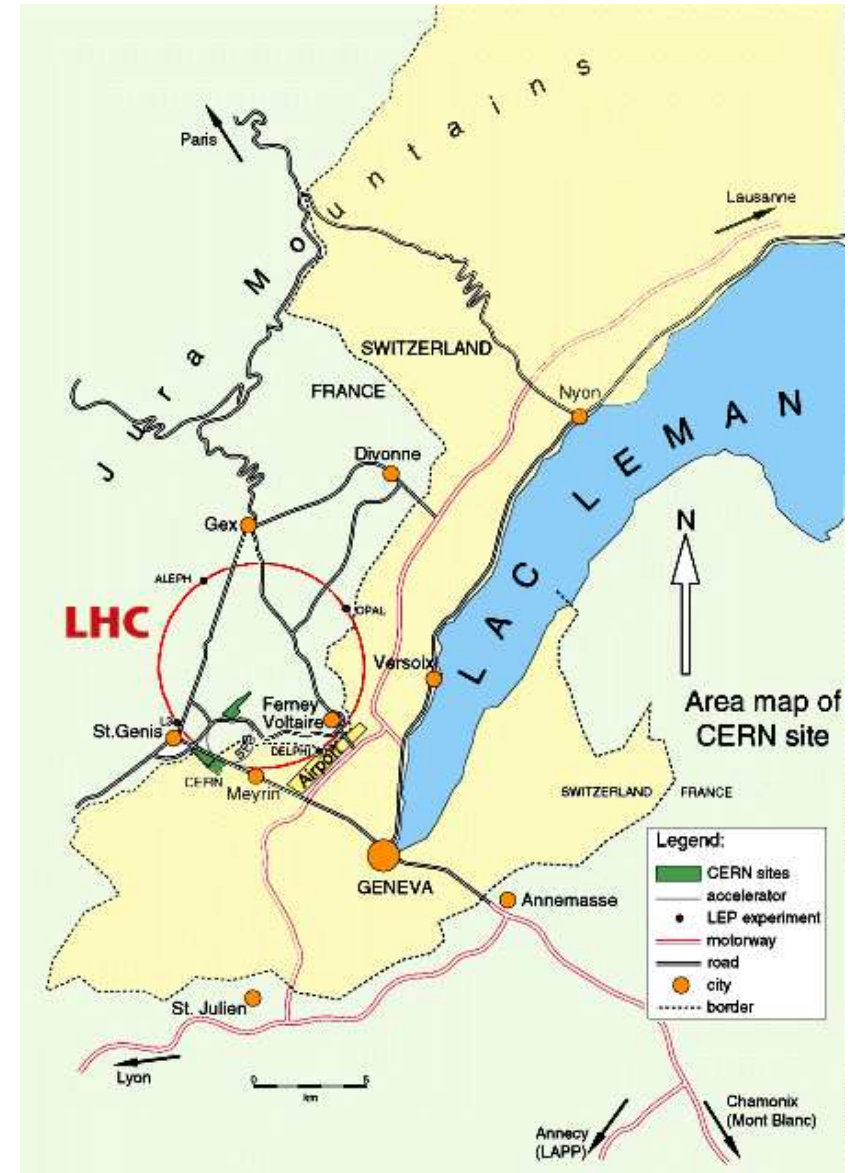 Paris
Jura Mountains
Lausanne
SWITZERLAND
FRANCE
Nyon
Divonne
LAC LEMAN
Gex
N
ALEPH
OPAL
LHC
Versoix
Area map of
CERN site
Ferney
Voltaire
L3
St.Genis
SPS
DELPHI
Airport
CERN
Meyrin
SWITZERLAND
FRANCE
GENEVA
Legend:
CERN sites
accelerator
LEP experiment
motorway
road
city
border
Annemasse
St. Julien
Lyon
0
5
km
Chamonix
(Mont Blanc)
Annecy
(LAPP)